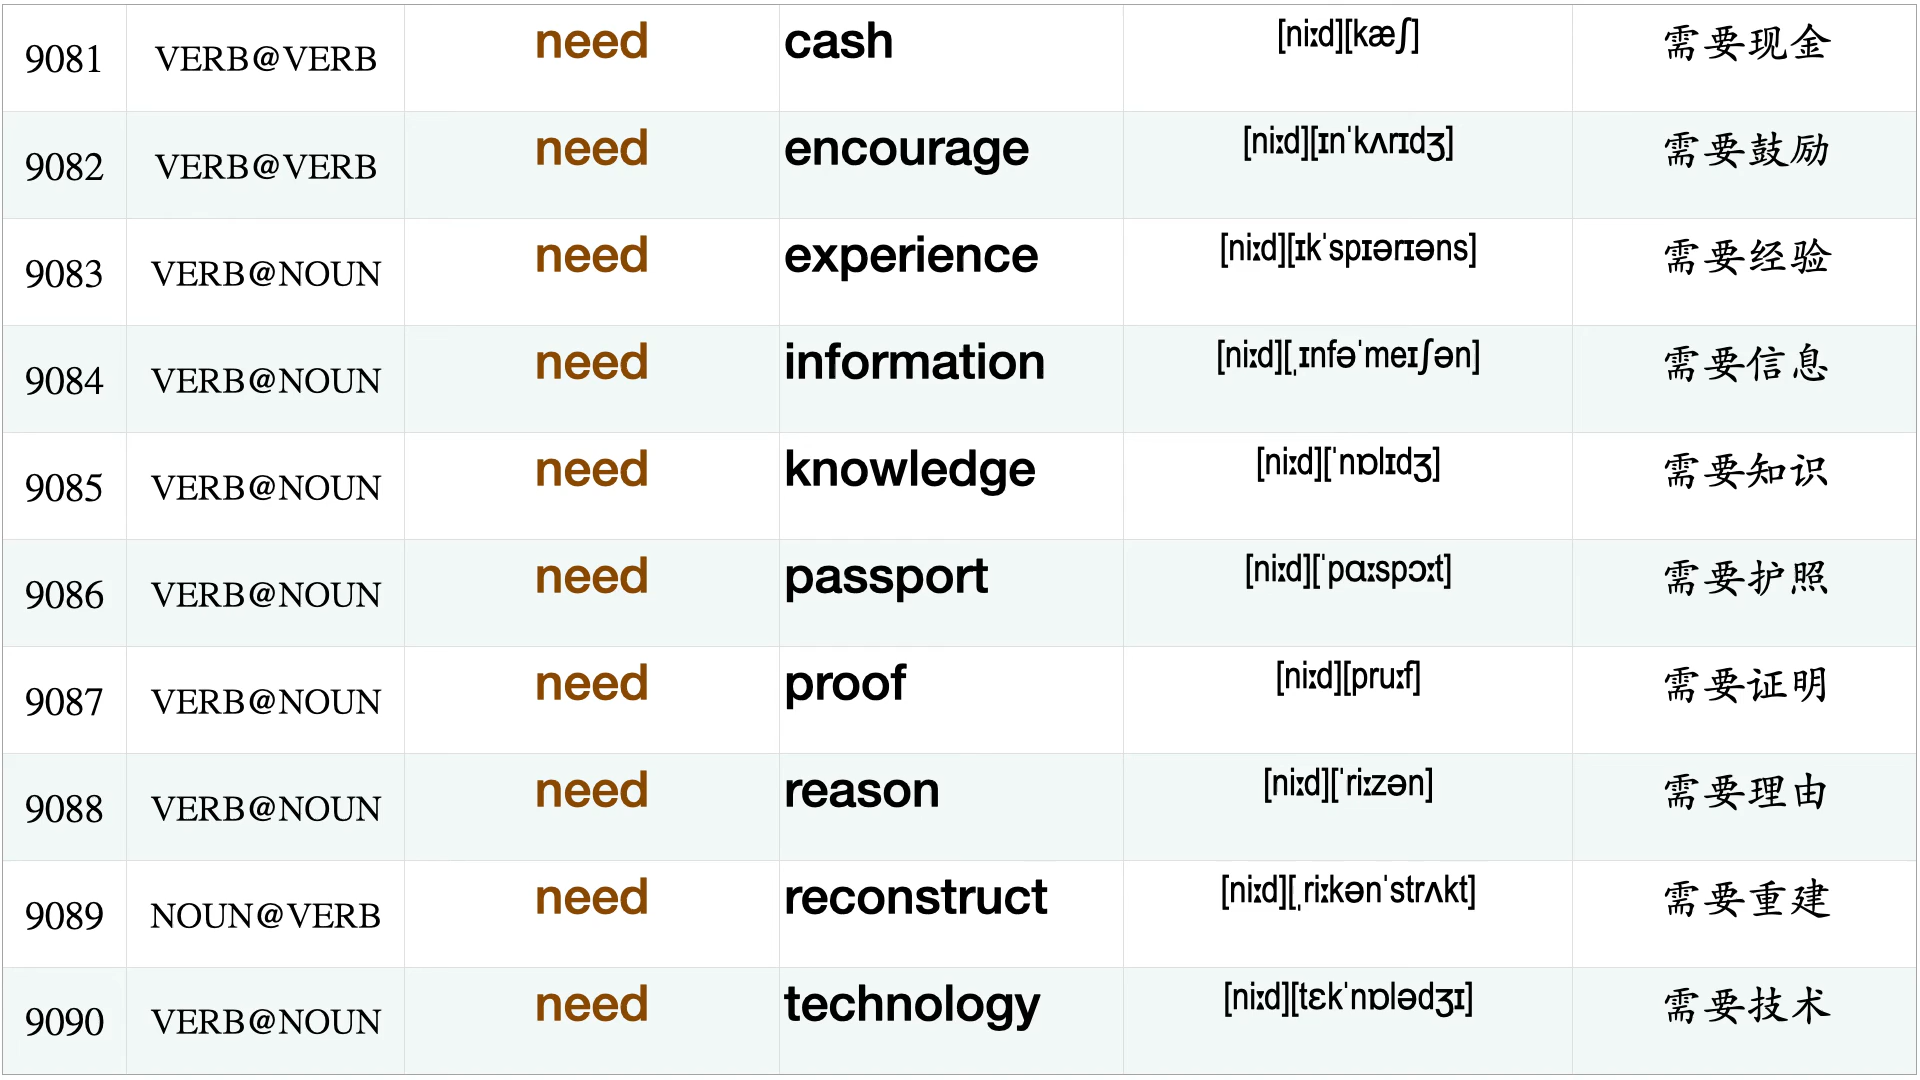 9081 VERB@VERB need cash [niːd][kæʃ] 需要现金
9082 VERB@VERB need encourage [niːd][ɪnˈkʌrɪdʒ] 需要鼓励
9083 VERB@NOUN need experience [niːd][ɪkˈspɪərɪəns] 需要经验
9084 VERB@NOUN need information [niːd][ˌɪnfəˈmeɪʃən] 需要信息
9085 VERB@NOUN need knowledge [niːd][ˈnɒlɪdʒ] 需要知识
9086 VERB@NOUN need passport [niːd][ˈpɑːspɔːt] 需要护照
9087 VERB@NOUN need proof [niːd][pruːf] 需要证明
9088 VERB@NOUN need reason [niːd][ˈriːzən] 需要理由
9089 NOUN@VERB need reconstruct [niːd][ˌriːkənˈstrʌkt] 需要重建
9090 VERB@NOUN need technology [niːd][tɛkˈnɒlədʒɪ] 需要技术